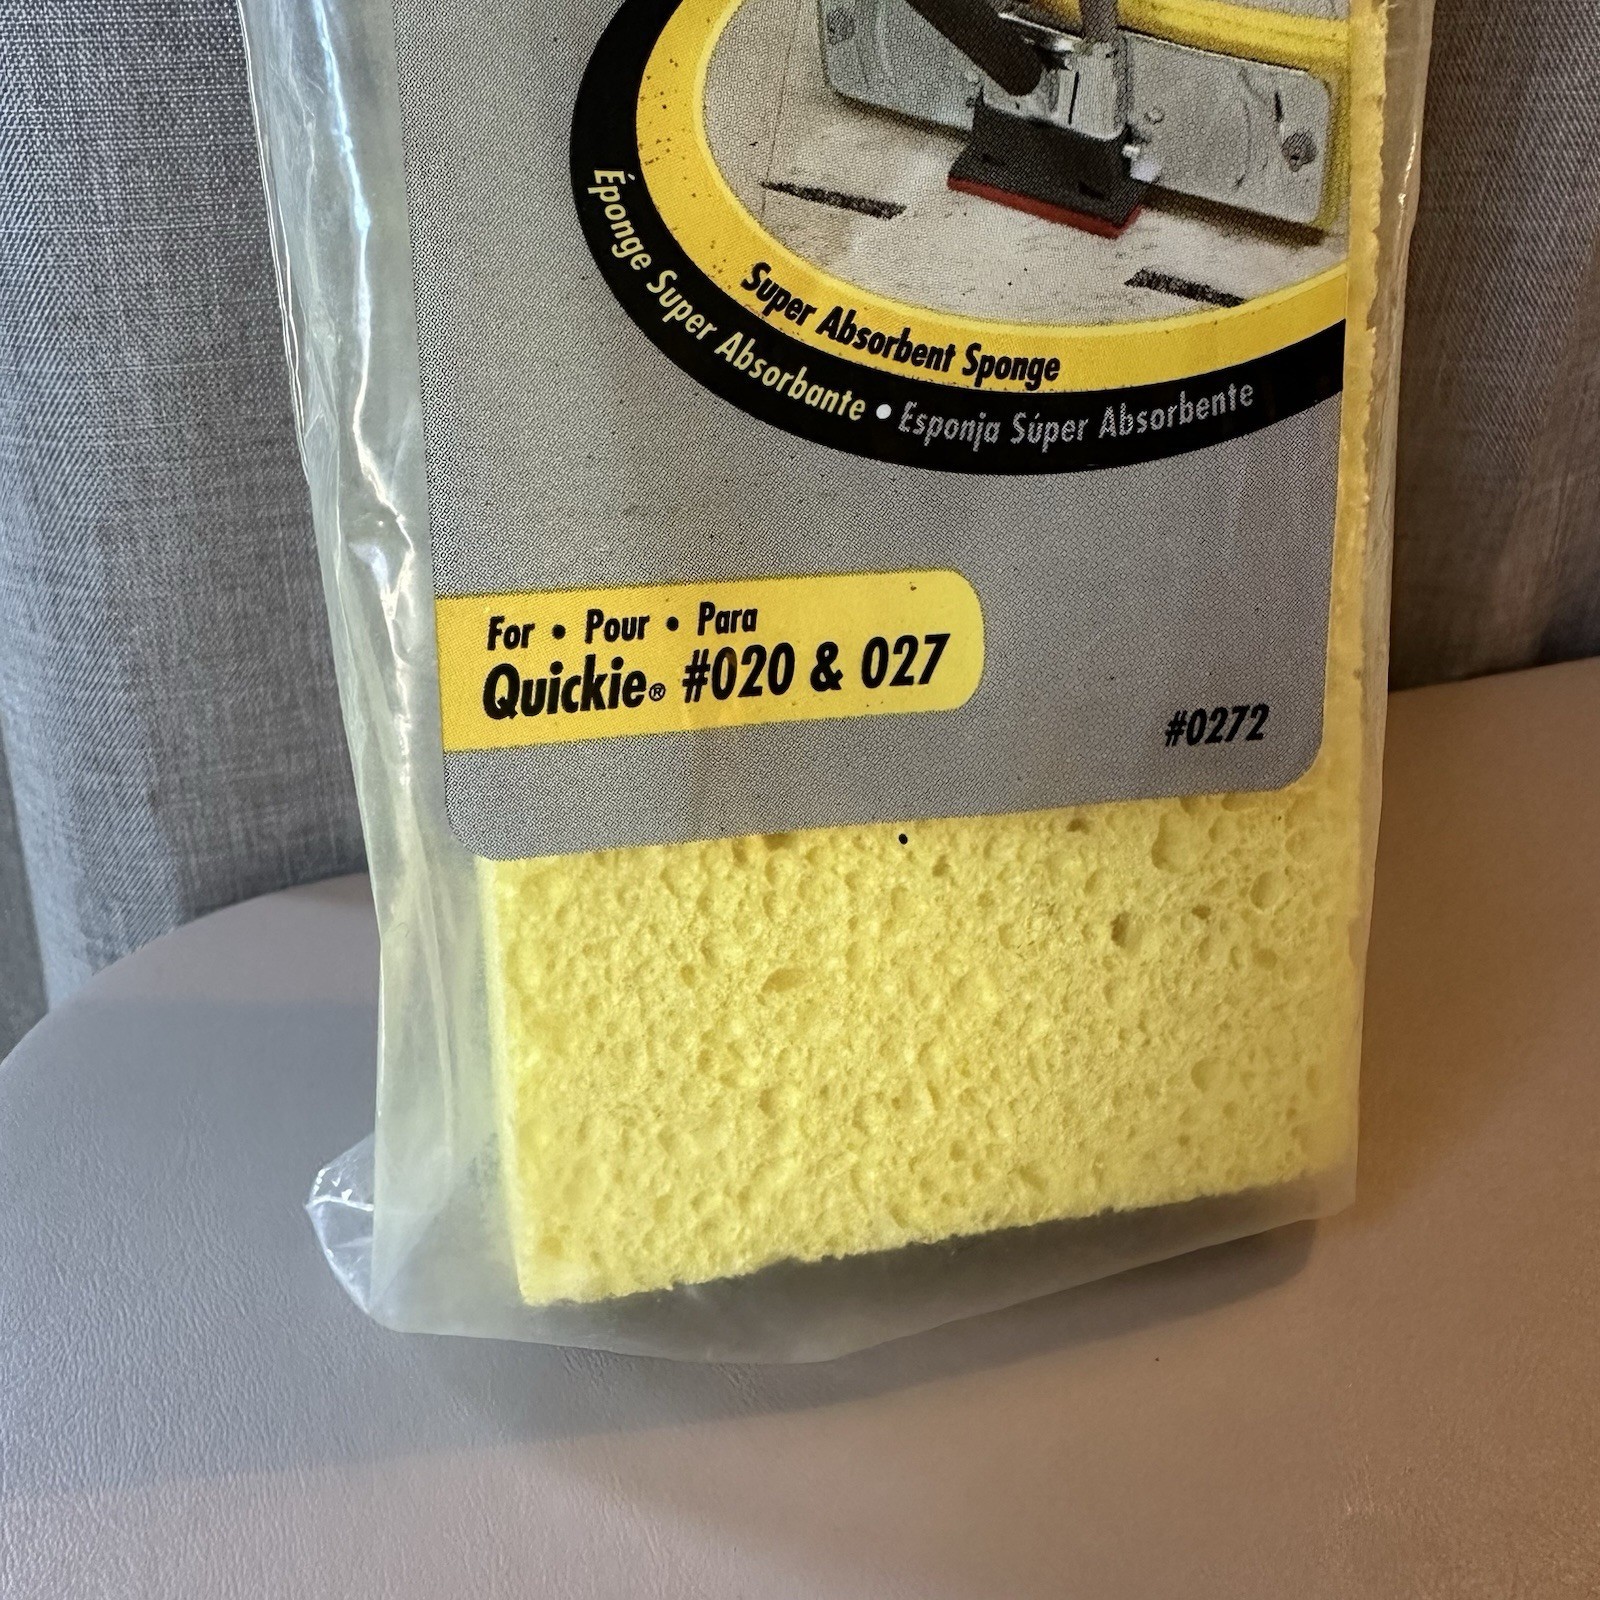 Super Absorbent Sponge
Éponge Super Absorbante • Esponja Súper Absorbente
For • Pour • Para
Quickie® #020 & 027
#0272